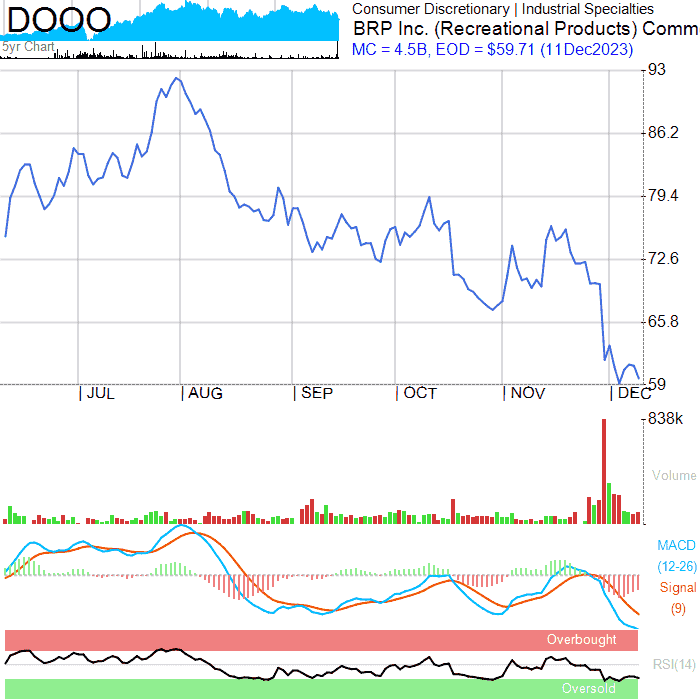 DOOO
5yr Chart
Consumer Discretionary | Industrial Specialties
BRP Inc. (Recreational Products) Comm
MC = 4.5B, EOD = $59.71 (11Dec2023)
93
86.2
79.4
72.6
65.8
59
| JUL | AUG | SEP | OCT | NOV | DEC
838k
Volume
MACD
(12-26)
Signal
(9)
Overbought
RSI(14)
Oversold